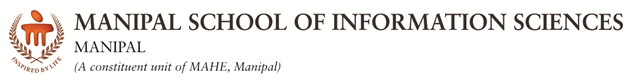 MANIPAL SCHOOL OF INFORMATION SCIENCES
MANIPAL
(A constituent unit of MAHE, Manipal)
INSPIRED BY LIFE